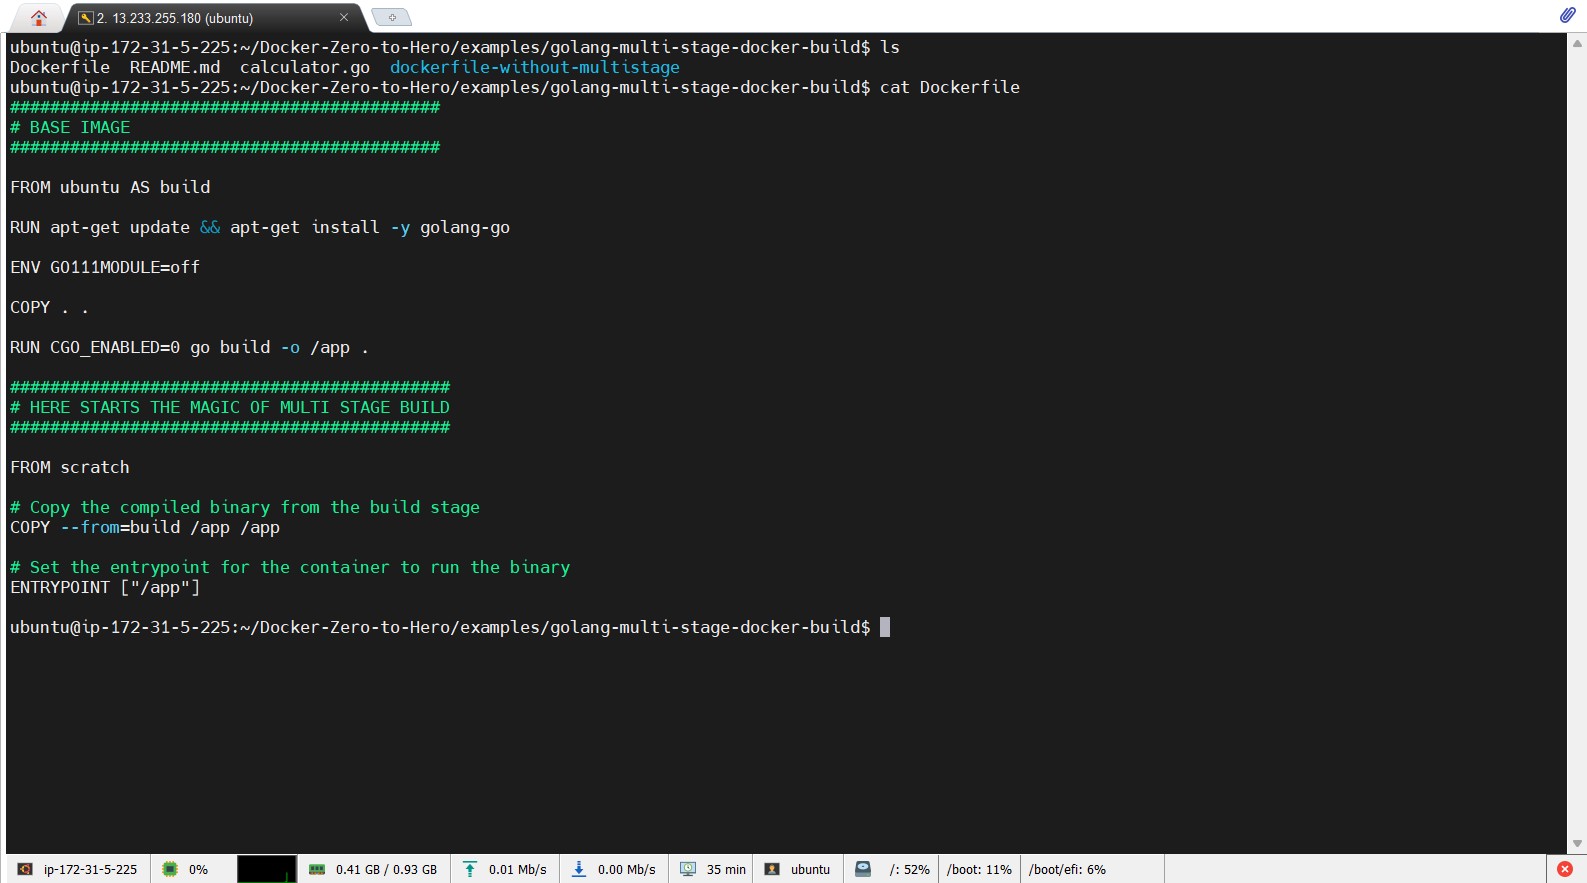 2. 13.233.255.180 (ubuntu)
ubuntu@ip-172-31-5-225:~/Docker-Zero-to-Hero/examples/golang-multi-stage-docker-build$ ls
Dockerfile  README.md  calculator.go  dockerfile-without-multistage
ubuntu@ip-172-31-5-225:~/Docker-Zero-to-Hero/examples/golang-multi-stage-docker-build$ cat Dockerfile
###########################################
# BASE IMAGE
###########################################
FROM ubuntu AS build
RUN apt-get update && apt-get install -y golang-go
ENV GO111MODULE=off
COPY . .
RUN CGO_ENABLED=0 go build -o /app .
############################################
# HERE STARTS THE MAGIC OF MULTI STAGE BUILD
############################################
FROM scratch
# Copy the compiled binary from the build stage
COPY --from=build /app /app
# Set the entrypoint for the container to run the binary
ENTRYPOINT ["/app"]
ubuntu@ip-172-31-5-225:~/Docker-Zero-to-Hero/examples/golang-multi-stage-docker-build$
ip-172-31-5-225  0%  0.41 GB / 0.93 GB  0.01 Mb/s  0.00 Mb/s  35 min  ubuntu  /: 52%  /boot: 11%  /boot/efi: 6%